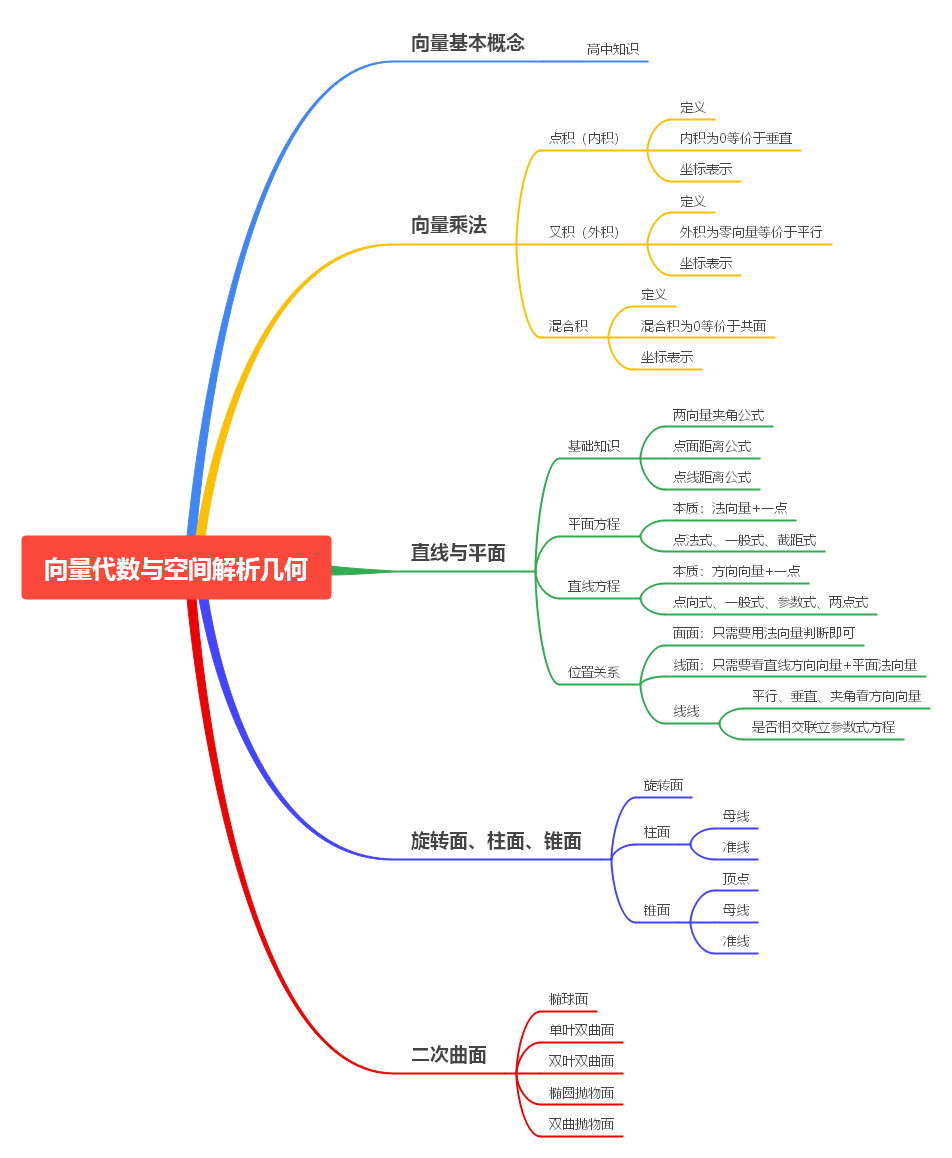 向量代数与空间解析几何
向量基本概念
高中知识
向量乘法
点积（内积）
定义
内积为0等价于垂直
坐标表示
叉积（外积）
定义
外积为零向量等价于平行
坐标表示
混合积
定义
混合积为0等价于共面
坐标表示
直线与平面
基础知识
两向量夹角公式
点面距离公式
点线距离公式
平面方程
本质：法向量+一点
点法式、一般式、截距式
直线方程
本质：方向向量+一点
点向式、一般式、参数式、两点式
位置关系
面面：只需要用法向量判断即可
线面：只需要看直线方向向量+平面法向量
线线
平行、垂直、夹角看方向向量
是否相交联立参数式方程
旋转面、柱面、锥面
旋转面
柱面
母线
准线
锥面
顶点
母线
准线
二次曲面
椭球面
单叶双曲面
双叶双曲面
椭圆抛物面
双曲抛物面